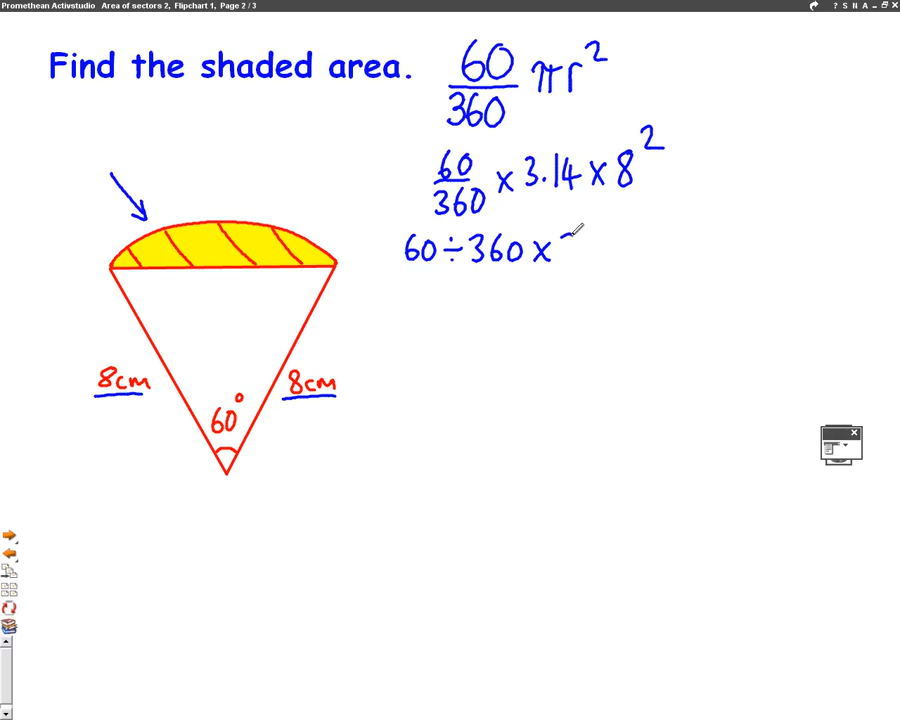 Promethean Activstudio Area of sectors 2, Flipchart 1, Page 2 / 3
? S N A
Find the shaded area.
60/360 πr²
60/360 × 3.14 × 8²
60 ÷ 360 ×
8cm
8cm
60°